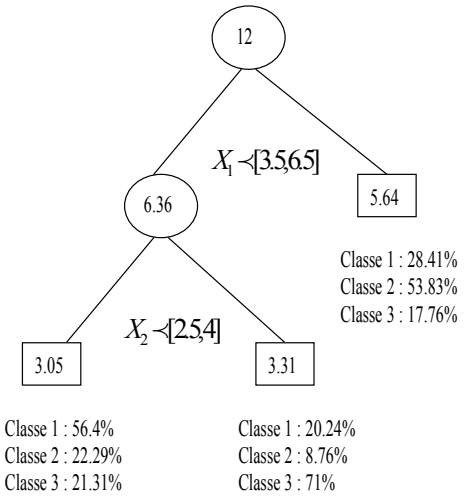 12
X₁ ≺[3.5,6.5]
6.36
5.64
Classe 1 : 28.41%
Classe 2 : 53.83%
Classe 3 : 17.76%
X₂ ≺[2.5,4]
3.05
3.31
Classe 1 : 56.4%
Classe 2 : 22.29%
Classe 3 : 21.31%
Classe 1 : 20.24%
Classe 2 : 8.76%
Classe 3 : 71%